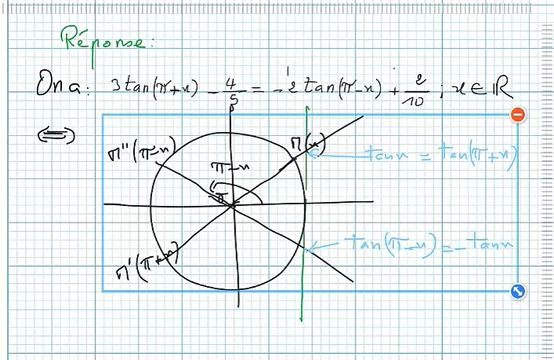 Réponse:
On a: 3tan(π+x) - 4/5 = -2tan(π-x) + 2/10 ; x ∈ ℝ
⟺
M''(π-x)
π-x
M(x)
tanx = tan(π+x)
π
M'(π+x)
tan(π-x) = -tanx